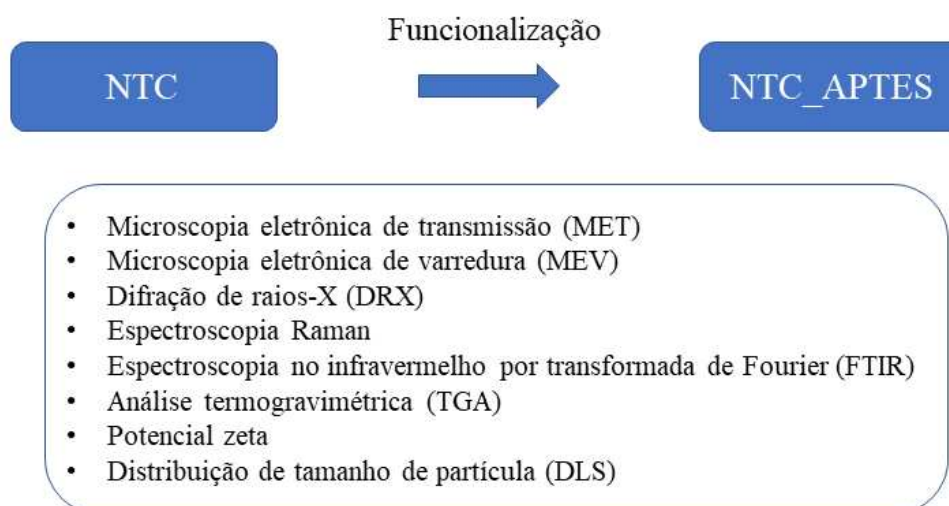 Funcionalização
NTC
NTC_APTES
• Microscopia eletrônica de transmissão (MET)
• Microscopia eletrônica de varredura (MEV)
• Difração de raios-X (DRX)
• Espectroscopia Raman
• Espectroscopia no infravermelho por transformada de Fourier (FTIR)
• Análise termogravimétrica (TGA)
• Potencial zeta
• Distribuição de tamanho de partícula (DLS)